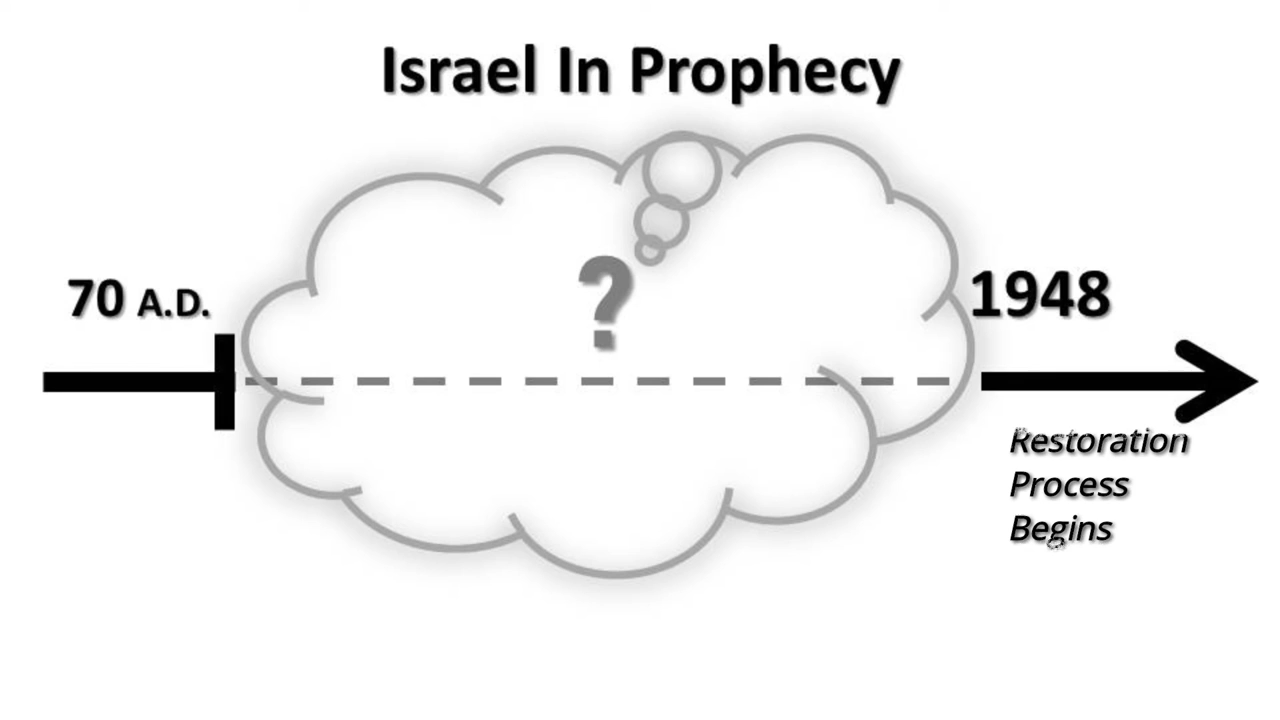 Israel In Prophecy
70 A.D.
?
1948
Restoration
Process
Begins